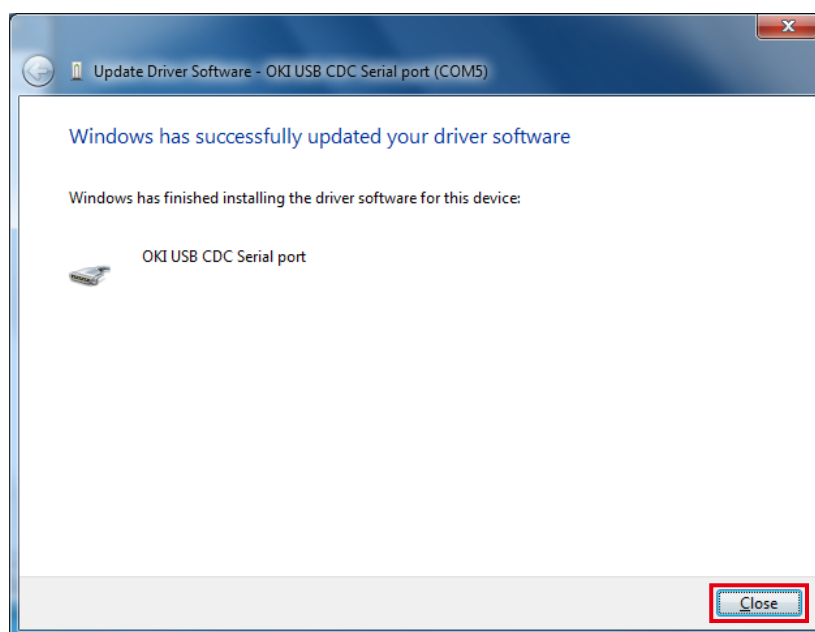 Update Driver Software - OKI USB CDC Serial port (COM5)
Windows has successfully updated your driver software
Windows has finished installing the driver software for this device:
OKI USB CDC Serial port
Close